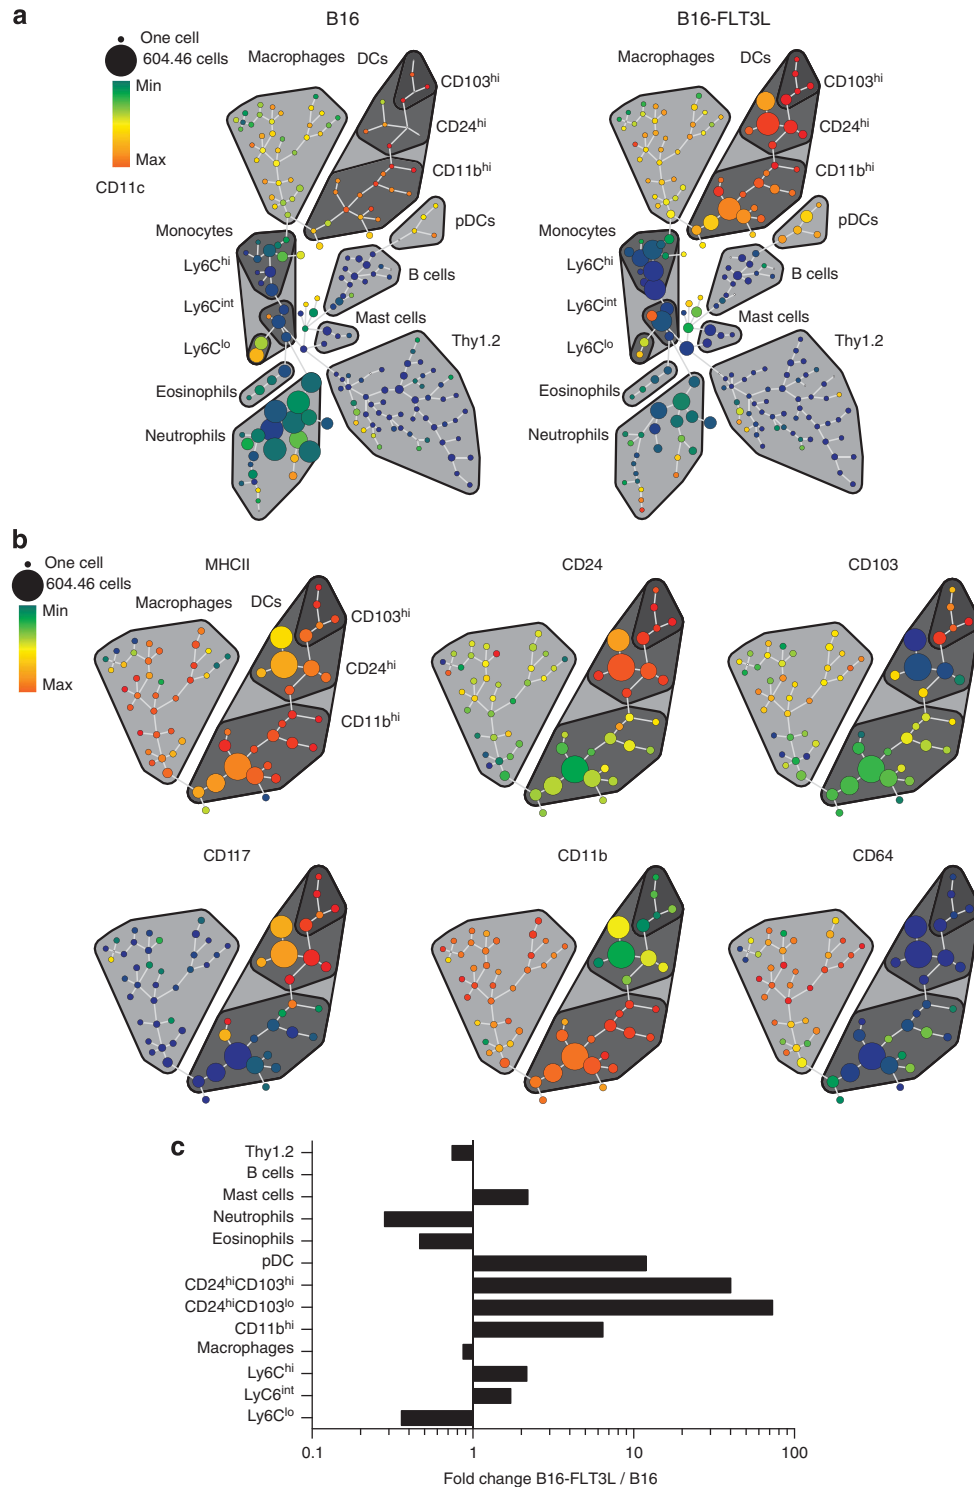 a
B16
B16-FLT3L
One cell
604.46 cells
Min
Max
CD11c
Macrophages
DCs
CD103hi
CD24hi
CD11bhi
pDCs
Monocytes
Ly6Chi
B cells
Ly6Cint
Mast cells
Ly6Clo
Thy1.2
Eosinophils
Neutrophils
Macrophages
DCs
CD103hi
CD24hi
CD11bhi
pDCs
Monocytes
Ly6Chi
B cells
Ly6Cint
Mast cells
Ly6Clo
Thy1.2
Eosinophils
Neutrophils
b
One cell
604.46 cells
Min
Max
MHCII
CD24
CD103
Macrophages
DCs
CD103hi
CD24hi
CD11bhi
CD117
CD11b
CD64
c
Thy1.2
B cells
Mast cells
Neutrophils
Eosinophils
pDC
CD24hiCD103hi
CD24hiCD103lo
CD11bhi
Macrophages
Ly6Chi
LyC6int
Ly6Clo
0.1
1
10
100
Fold change B16-FLT3L / B16